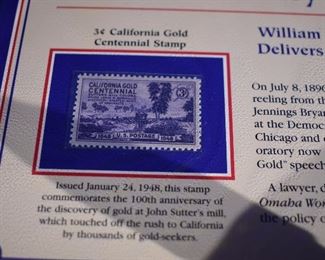 3¢ California Gold
Centennial Stamp
CALIFORNIA GOLD
CENTENNIAL
3¢
1848 U.S. POSTAGE 1948
Issued January 24, 1948, this stamp
commemorates the 100th anniversary of
the discovery of gold at John Sutter's mill,
which touched off the rush to California
by thousands of gold-seekers.
William
Delivers
On July 8, 1896
reeling from the
Jennings Bryan
at the Democ
Chicago and
oratory now
Gold" speech
A lawyer,
Omaha Wor
the policy o